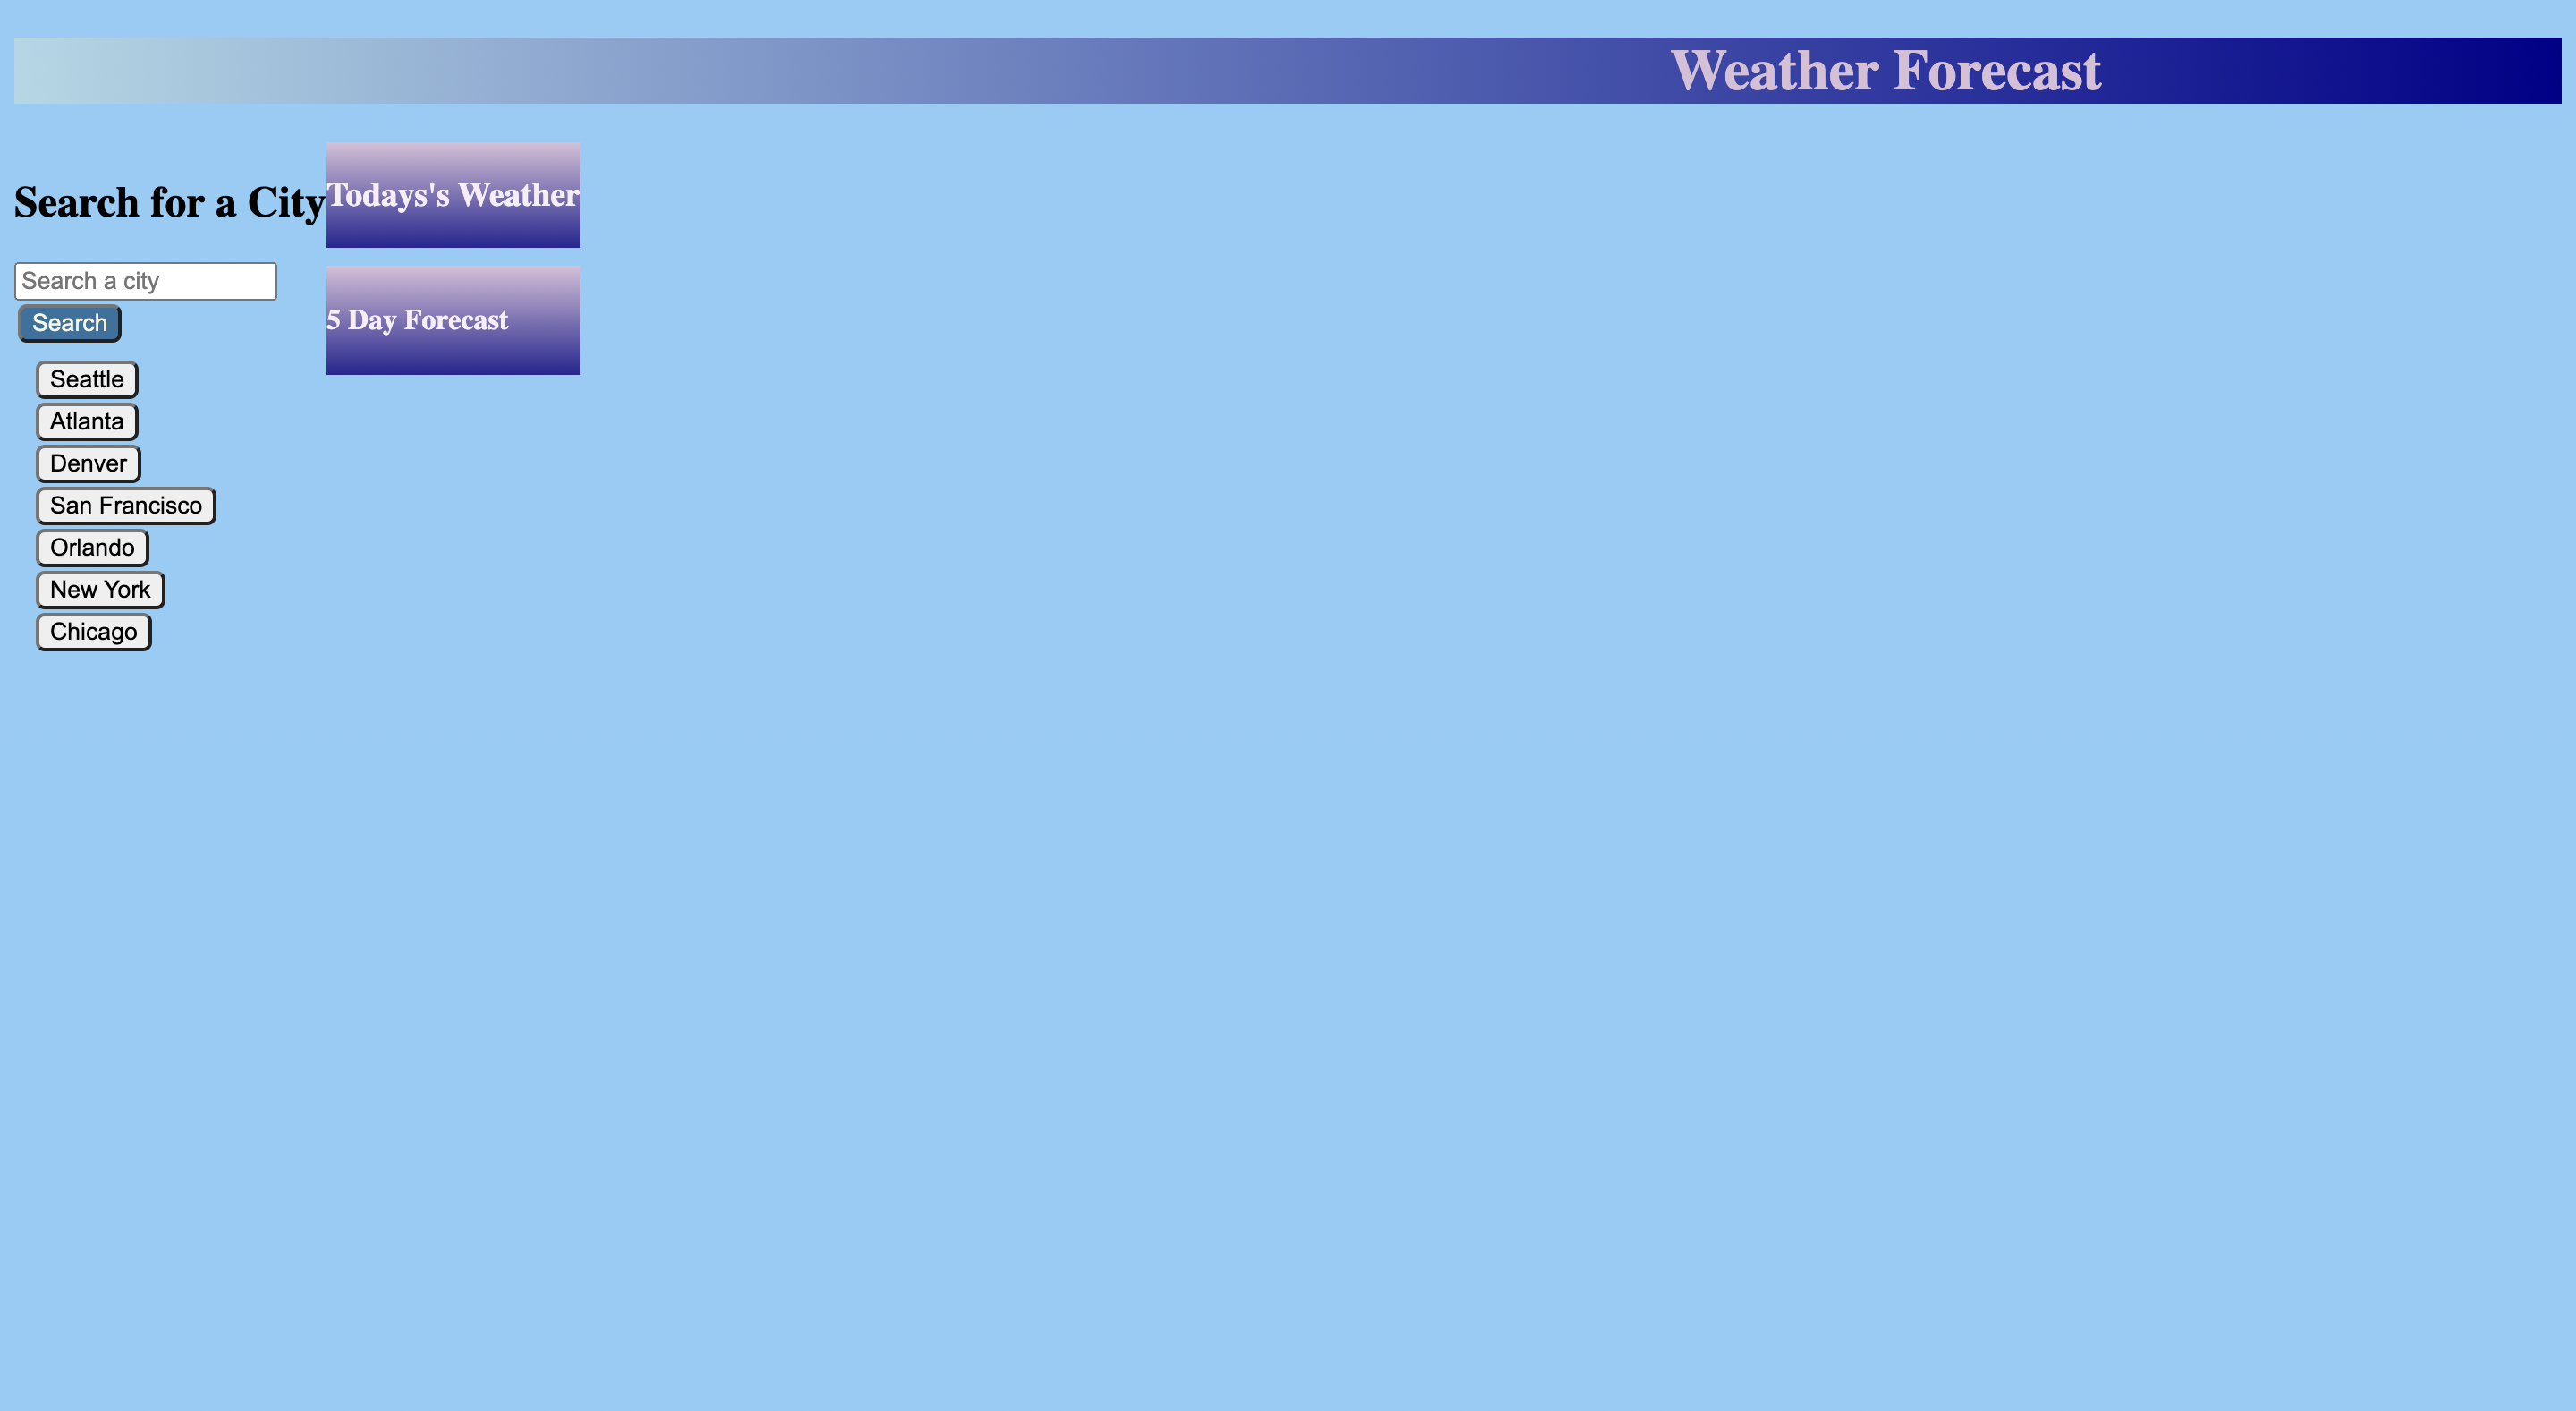 Weather Forecast
Search for a City
Todays's Weather
Search a city
Search
5 Day Forecast
Seattle
Atlanta
Denver
San Francisco
Orlando
New York
Chicago